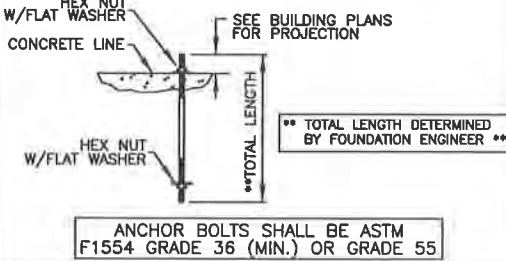 HEX NUT
W/FLAT WASHER
SEE BUILDING PLANS
FOR PROJECTION
CONCRETE LINE
**TOTAL LENGTH
** TOTAL LENGTH DETERMINED
BY FOUNDATION ENGINEER **
HEX NUT
W/FLAT WASHER
ANCHOR BOLTS SHALL BE ASTM
F1554 GRADE 36 (MIN.) OR GRADE 55